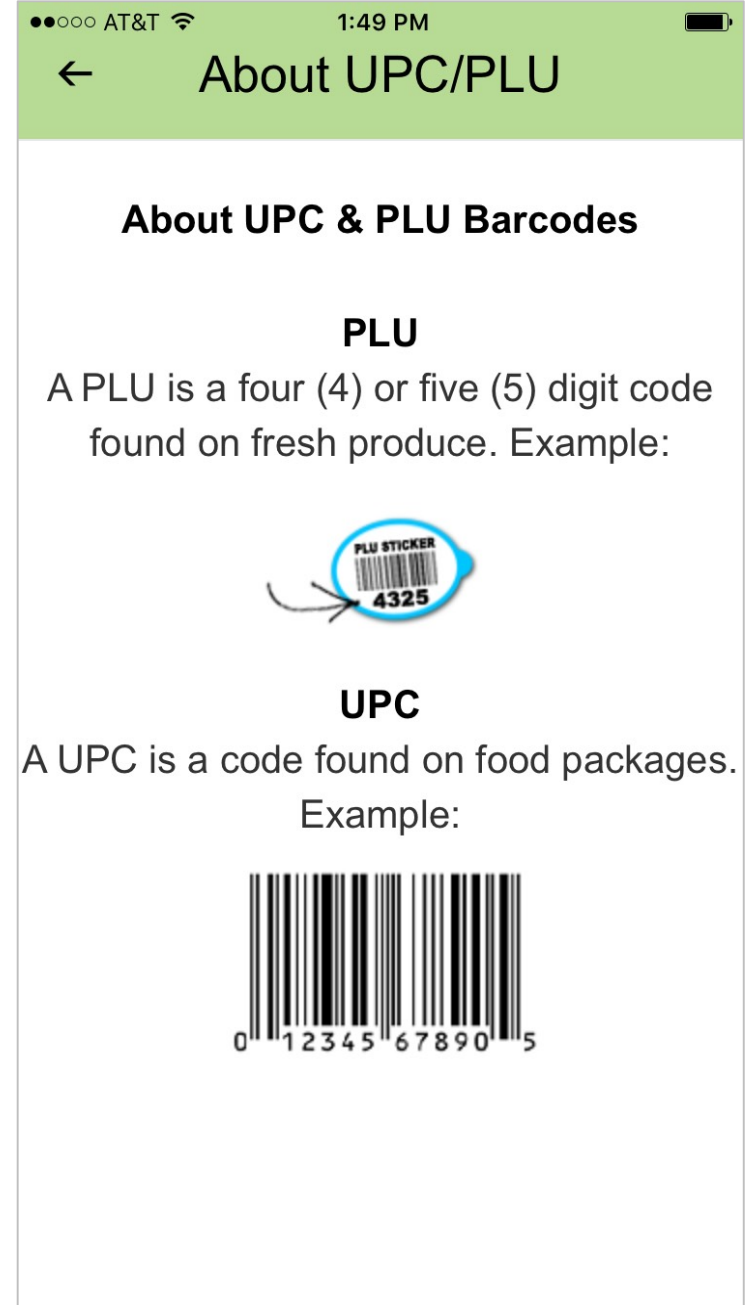 AT&T 1:49 PM
← About UPC/PLU
About UPC & PLU Barcodes
PLU
A PLU is a four (4) or five (5) digit code
found on fresh produce. Example:
PLU STICKER
4325
UPC
A UPC is a code found on food packages.
Example:
0 12345 67890 5